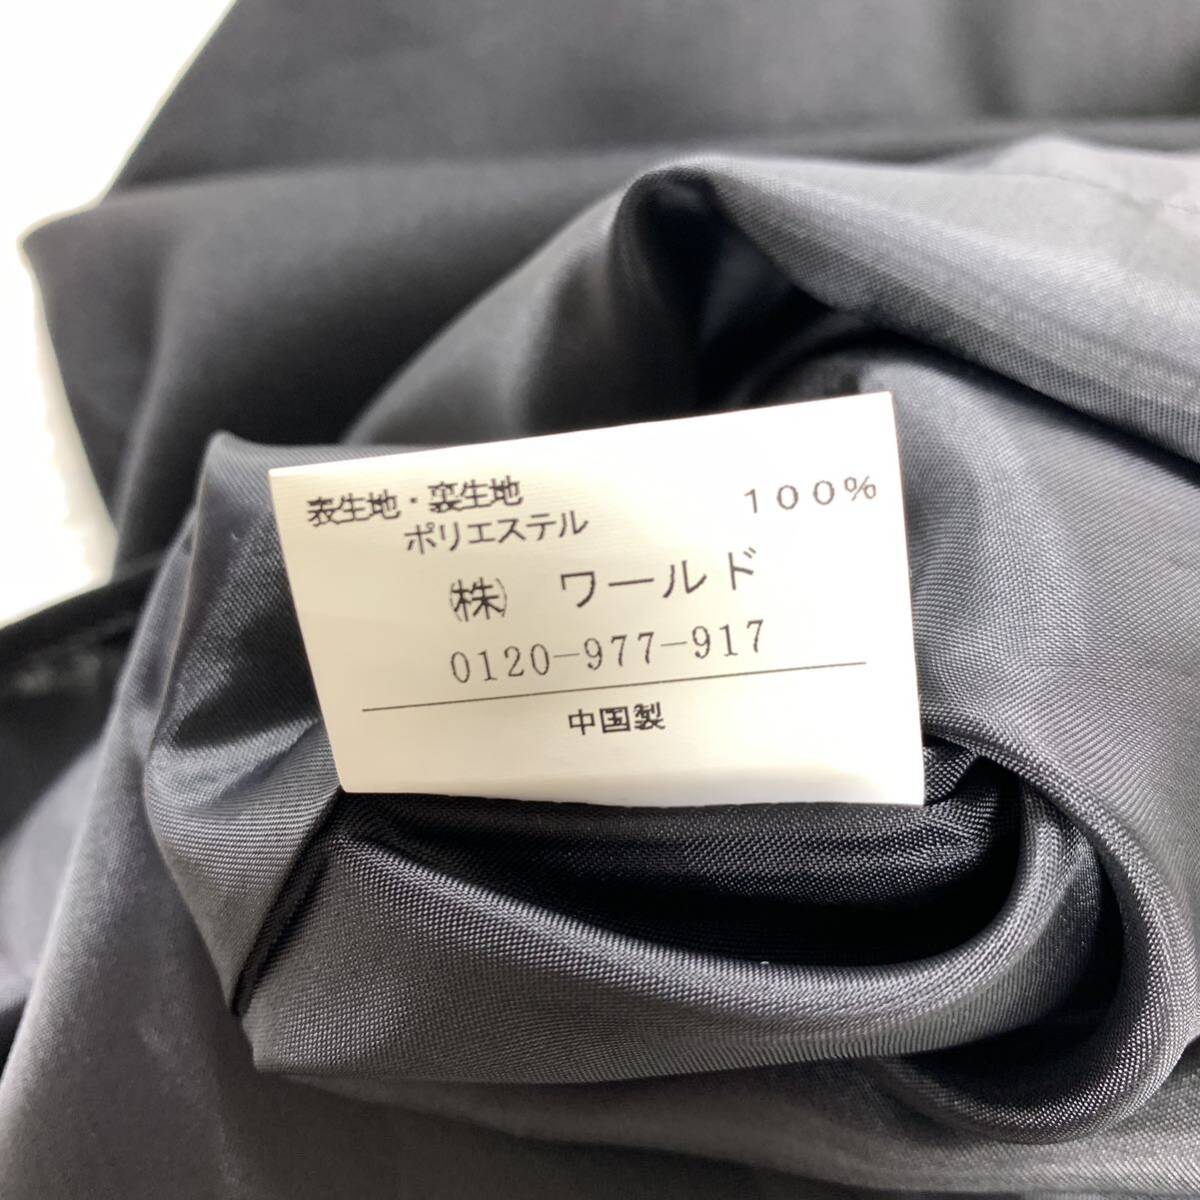 表生地・裏生地
ポリエステル 100%
㈱ ワールド
0120-977-917
中国製